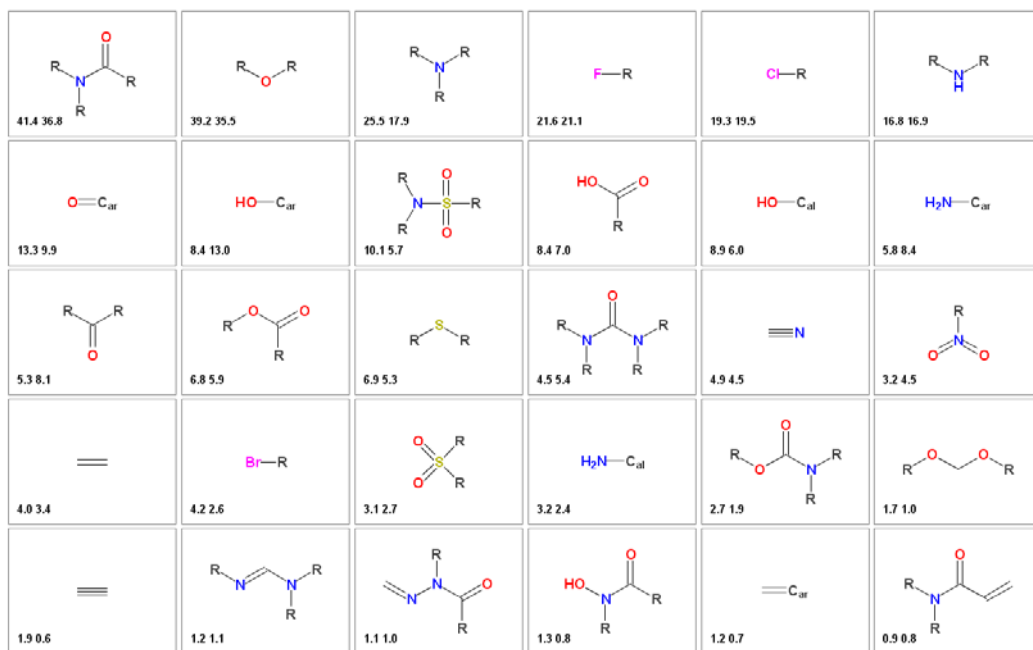 O
R N R
R
41.4 36.8
R O R
39.2 35.5
R R
N
R
25.5 17.9
F R
21.6 21.1
Cl R
19.3 19.5
R R
N
H
16.8 16.9
O Car
13.3 9.9
HO Car
8.4 13.0
R O
N S R
R O
10.1 5.7
HO O
R
8.4 7.0
HO Cal
8.9 6.0
H2N Car
5.8 8.4
R R
O
5.3 8.1
O O
R
R
6.8 5.9
S
R R
6.9 5.3
O
R R
N N
R R
4.5 5.4
N
4.9 4.5
R
N
O O
3.2 4.5
4.0 3.4
Br R
4.2 2.6
O R
S
O R
3.1 2.7
H2N Cal
3.2 2.4
O
R R
O N
R
2.7 1.9
O O
R R
1.7 1.0
1.9 0.6
R R
N N
R
1.2 1.1
R
N O
N
R
1.1 1.0
O
HO
N R
R
1.3 0.8
Car
1.2 0.7
O
R
N
R
0.9 0.8